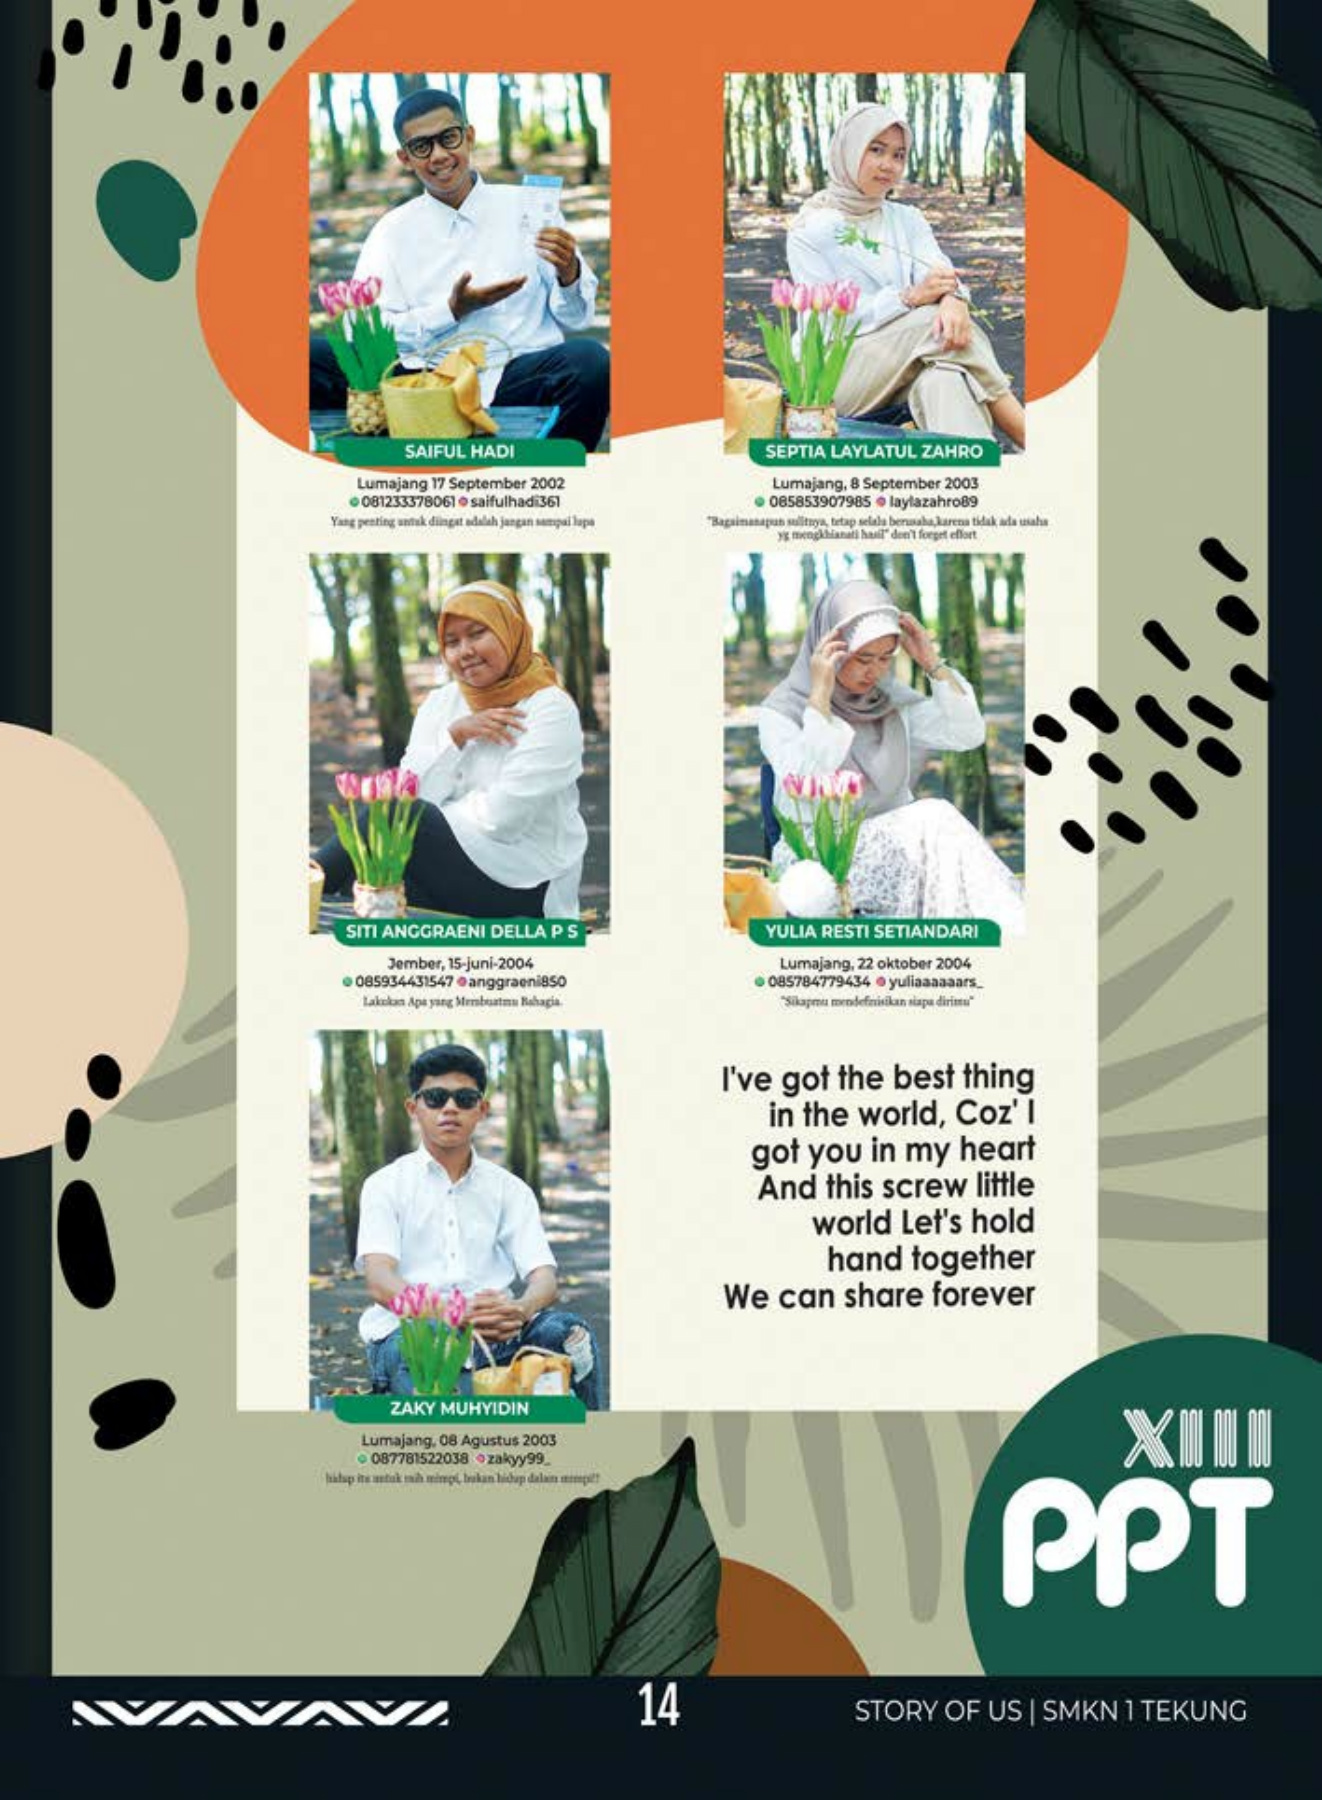 SAIFUL HADI
Lumajang 17 September 2002
081233378061 saifulhadi361
Yang penting untuk diingat adalah jangan sampai lupa
SEPTIA LAYLATUL ZAHRO
Lumajang, 8 September 2003
085853907985 laylazahro89
"Bagaimanapun sulitnya, tetap selalu berusaha,karena tidak ada usaha
yg mengkhianati hasil" don't forget effort
SITI ANGGRAENI DELLA P S
Jember, 15-juni-2004
085934431547 anggraeni850
Lakukan Apa yang Membuatmu Bahagia.
YULIA RESTI SETIANDARI
Lumajang, 22 oktober 2004
085784779434 yuliaaaaaars_
"Sikapmu mendefinisikan siapa dirimu"
ZAKY MUHYIDIN
Lumajang, 08 Agustus 2003
087781522038 zakyy99_
hidup itu untuk raih mimpi, bukan hidup dalam mimpi!?
I've got the best thing
in the world, Coz' I
got you in my heart
And this screw little
world Let's hold
hand together
We can share forever
XIII
PPT
14
STORY OF US | SMKN 1 TEKUNG